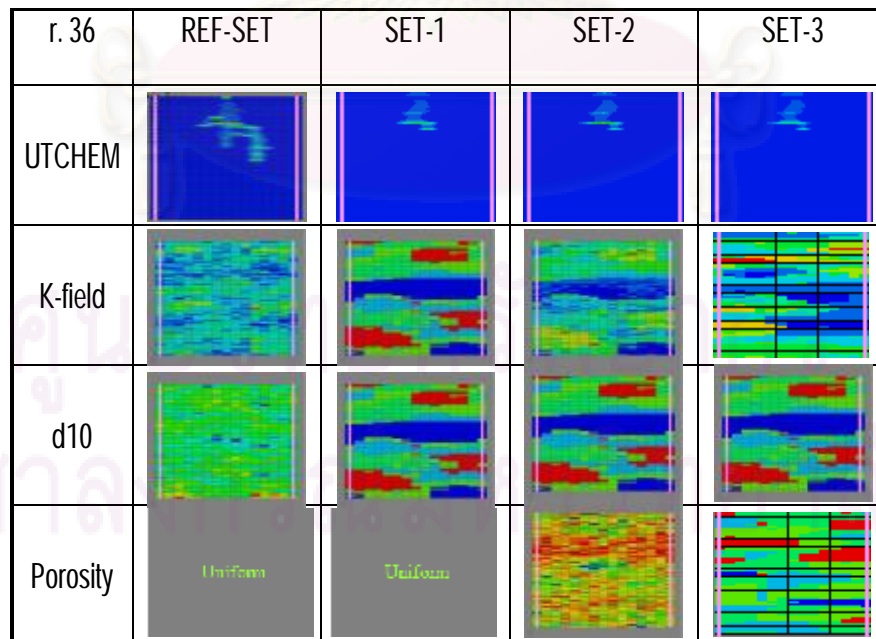 r. 36 REF-SET SET-1 SET-2 SET-3
UTCHEM
K-field
d10
Porosity Uniform Uniform